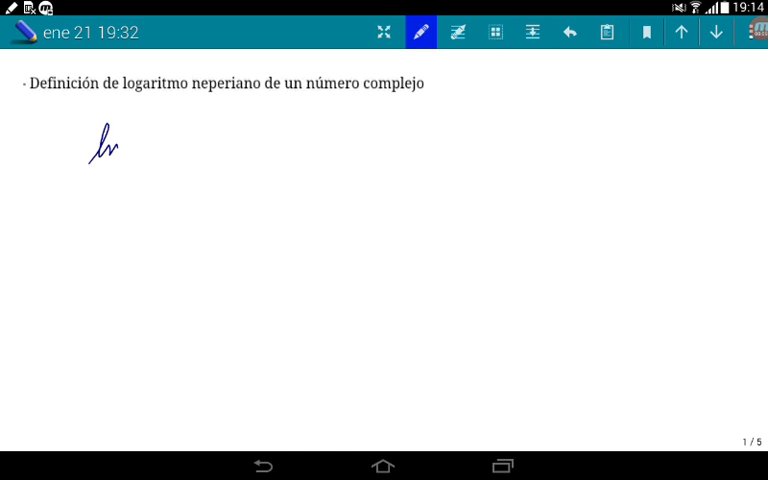 19:14
ene 21 19:32
- Definición de logaritmo neperiano de un número complejo
ln
1 / 5